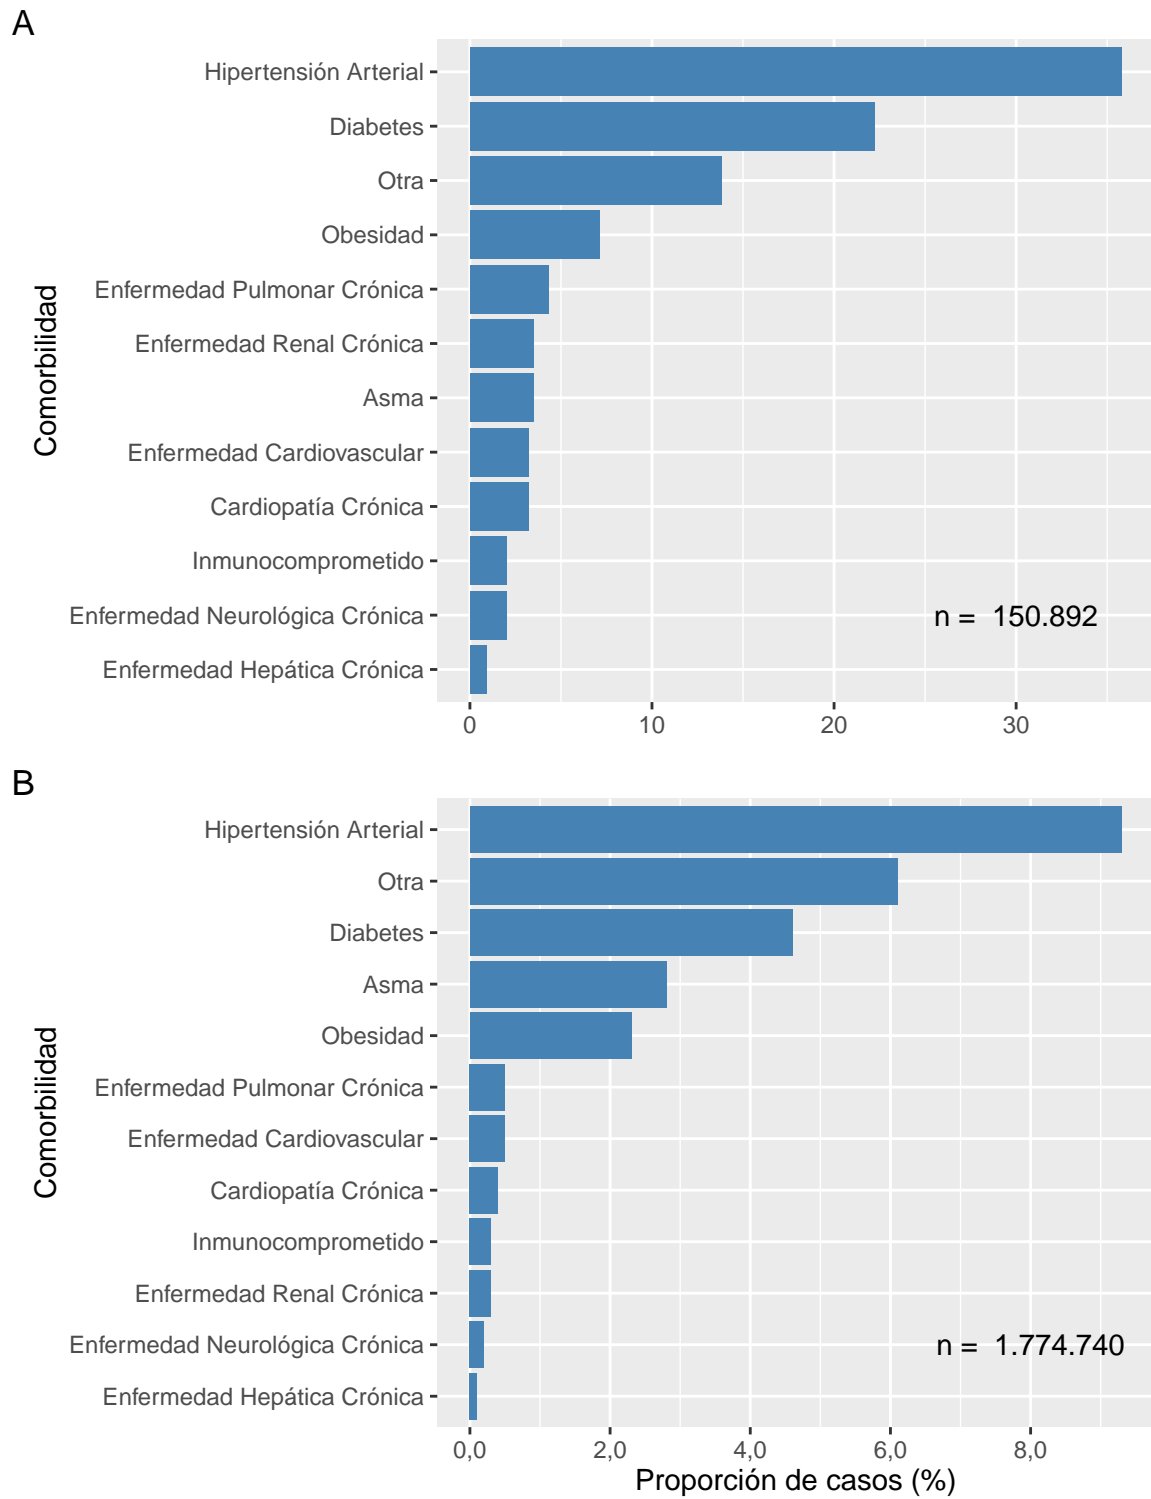 A
Hipertensión Arterial
Diabetes
Otra
Obesidad
Enfermedad Pulmonar Crónica
Enfermedad Renal Crónica
Asma
Enfermedad Cardiovascular
Cardiopatía Crónica
Inmunocomprometido
Enfermedad Neurológica Crónica
Enfermedad Hepática Crónica
Comorbilidad
n = 150.892
0 10 20 30
B
Hipertensión Arterial
Otra
Diabetes
Asma
Obesidad
Enfermedad Pulmonar Crónica
Enfermedad Cardiovascular
Cardiopatía Crónica
Inmunocomprometido
Enfermedad Renal Crónica
Enfermedad Neurológica Crónica
Enfermedad Hepática Crónica
Comorbilidad
n = 1.774.740
0,0 2,0 4,0 6,0 8,0
Proporción de casos (%)